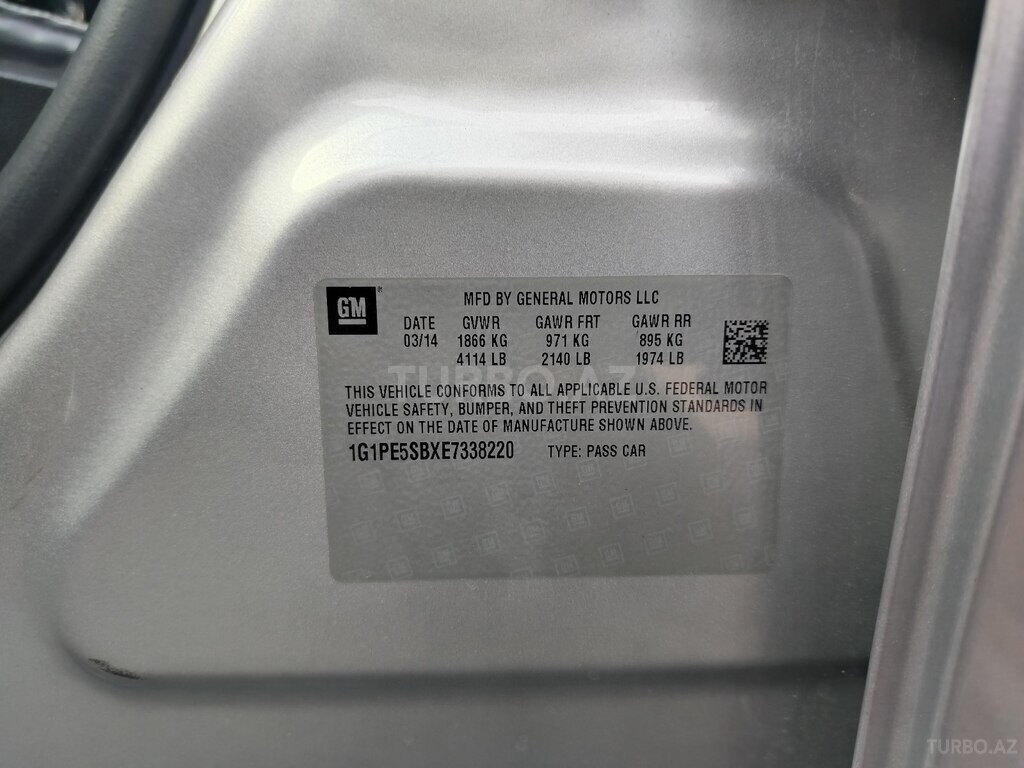 GM
MFD BY GENERAL MOTORS LLC
DATE GVWR GAWR FRT GAWR RR
03/14 1866 KG 971 KG 895 KG
4114 LB 2140 LB 1974 LB
TURBO.AZ
THIS VEHICLE CONFORMS TO ALL APPLICABLE U.S. FEDERAL MOTOR
VEHICLE SAFETY, BUMPER, AND THEFT PREVENTION STANDARDS IN
EFFECT ON THE DATE OF MANUFACTURE SHOWN ABOVE.
1G1PE5SBXE7338220 TYPE: PASS CAR
TURBO.AZ